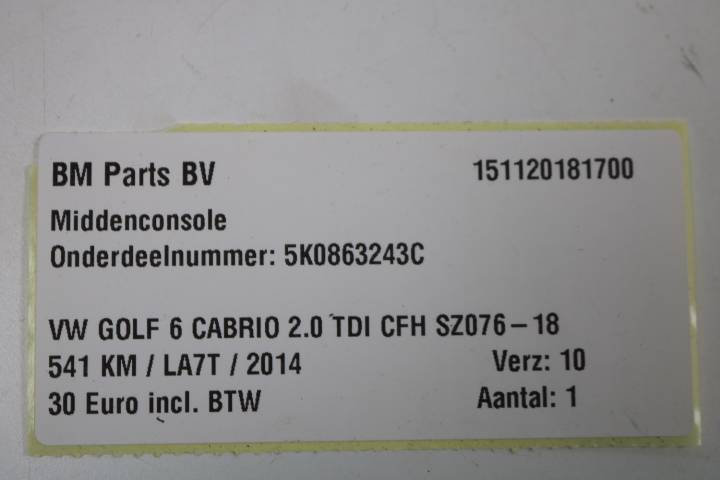 BM Parts BV 151120181700
Middenconsole
Onderdeelnummer: 5K0863243C
VW GOLF 6 CABRIO 2.0 TDI CFH SZ076-18
541 KM / LA7T / 2014 Verz: 10
30 Euro incl. BTW Aantal: 1